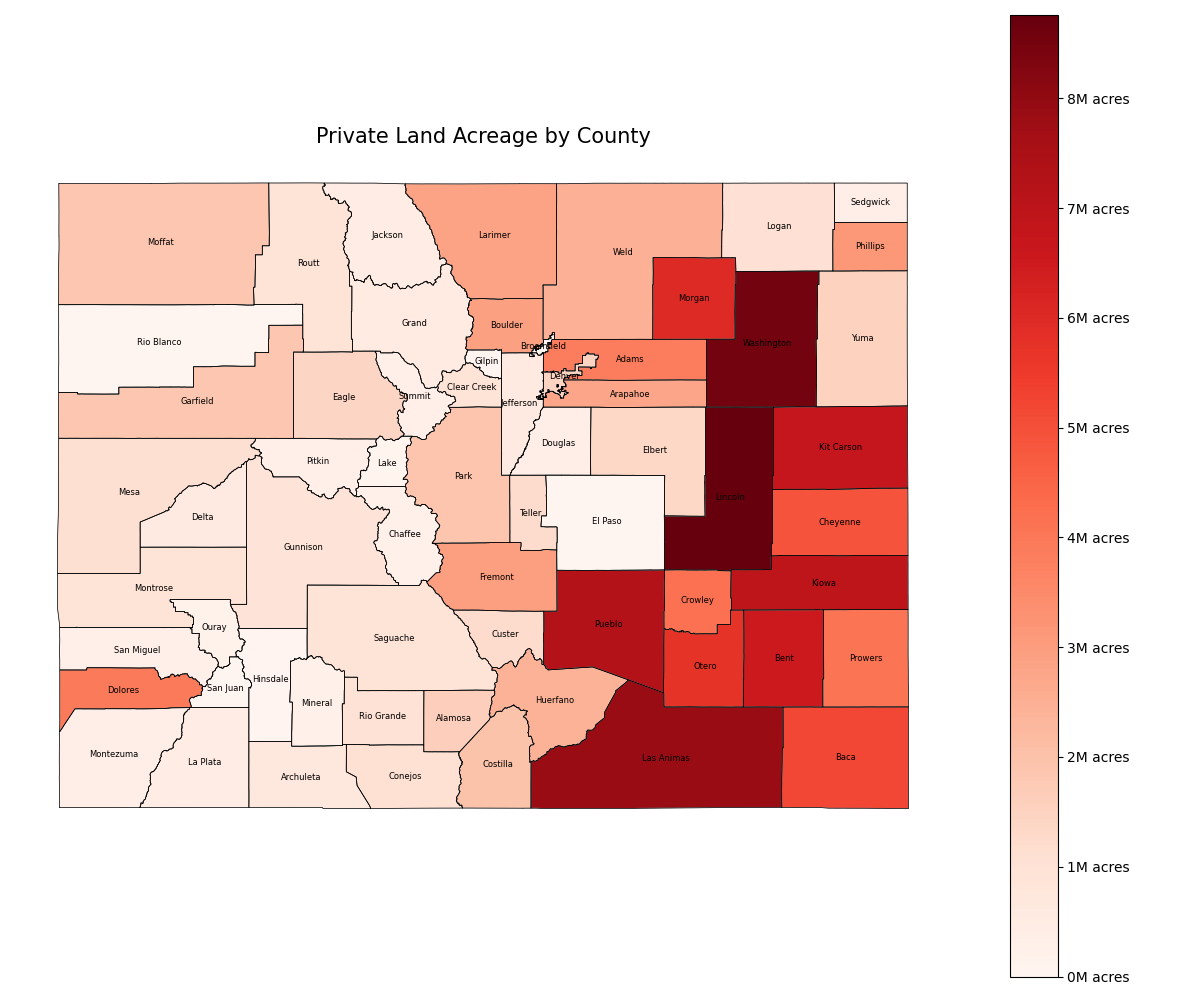 Private Land Acreage by County
8M acres
7M acres
6M acres
5M acres
4M acres
3M acres
2M acres
1M acres
0M acres
Moffat
Routt
Jackson
Larimer
Weld
Logan
Sedgwick
Phillips
Morgan
Rio Blanco
Grand
Boulder
Broomfield
Washington
Yuma
Garfield
Eagle
Summit
Gilpin
Clear Creek
Jefferson
Denver
Adams
Arapahoe
Mesa
Pitkin
Lake
Park
Douglas
Elbert
Lincoln
Kit Carson
Delta
Gunnison
Chaffee
Teller
El Paso
Cheyenne
Montrose
Fremont
Kiowa
Ouray
Saguache
Custer
Pueblo
Crowley
San Miguel
Dolores
San Juan
Hinsdale
Mineral
Rio Grande
Alamosa
Huerfano
Otero
Bent
Prowers
Montezuma
La Plata
Archuleta
Conejos
Costilla
Las Animas
Baca